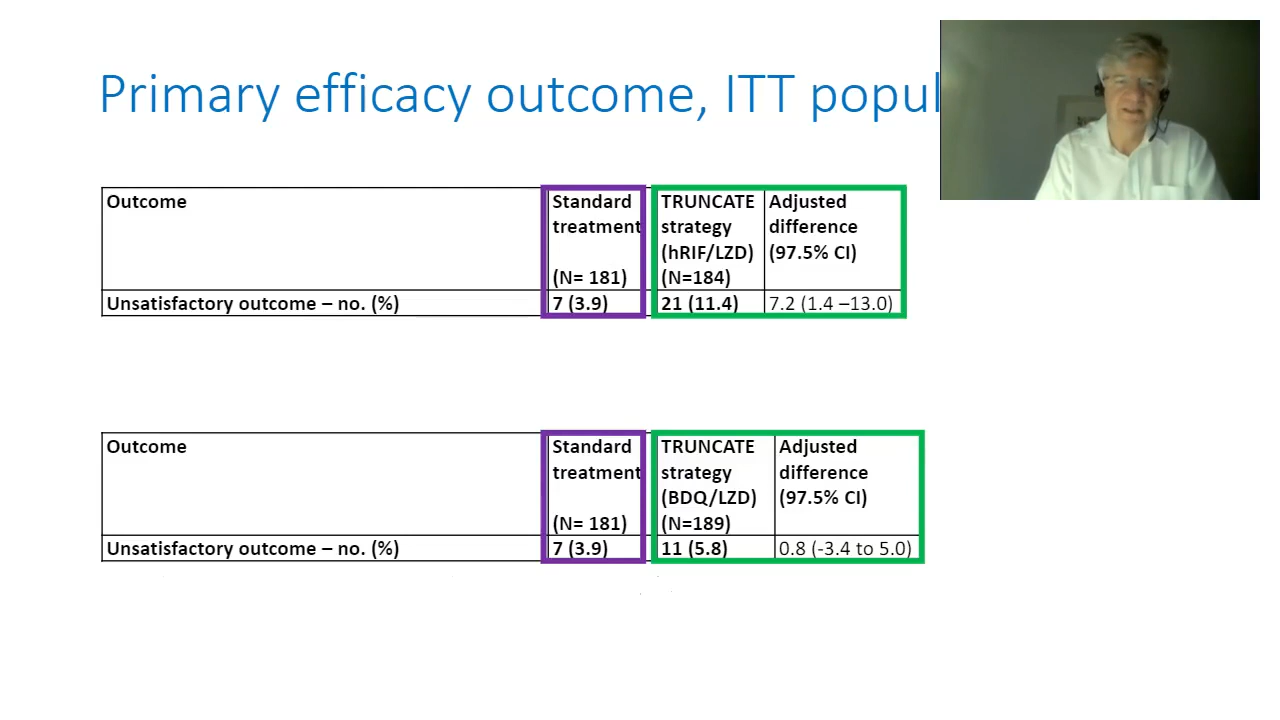 Primary efficacy outcome, ITT popul
Outcome
Standard treatment (N= 181)
TRUNCATE strategy (hRIF/LZD) (N=184)
Adjusted difference (97.5% CI)
Unsatisfactory outcome – no. (%)
7 (3.9)
21 (11.4)
7.2 (1.4 –13.0)
Outcome
Standard treatment (N= 181)
TRUNCATE strategy (BDQ/LZD) (N=189)
Adjusted difference (97.5% CI)
Unsatisfactory outcome – no. (%)
7 (3.9)
11 (5.8)
0.8 (-3.4 to 5.0)